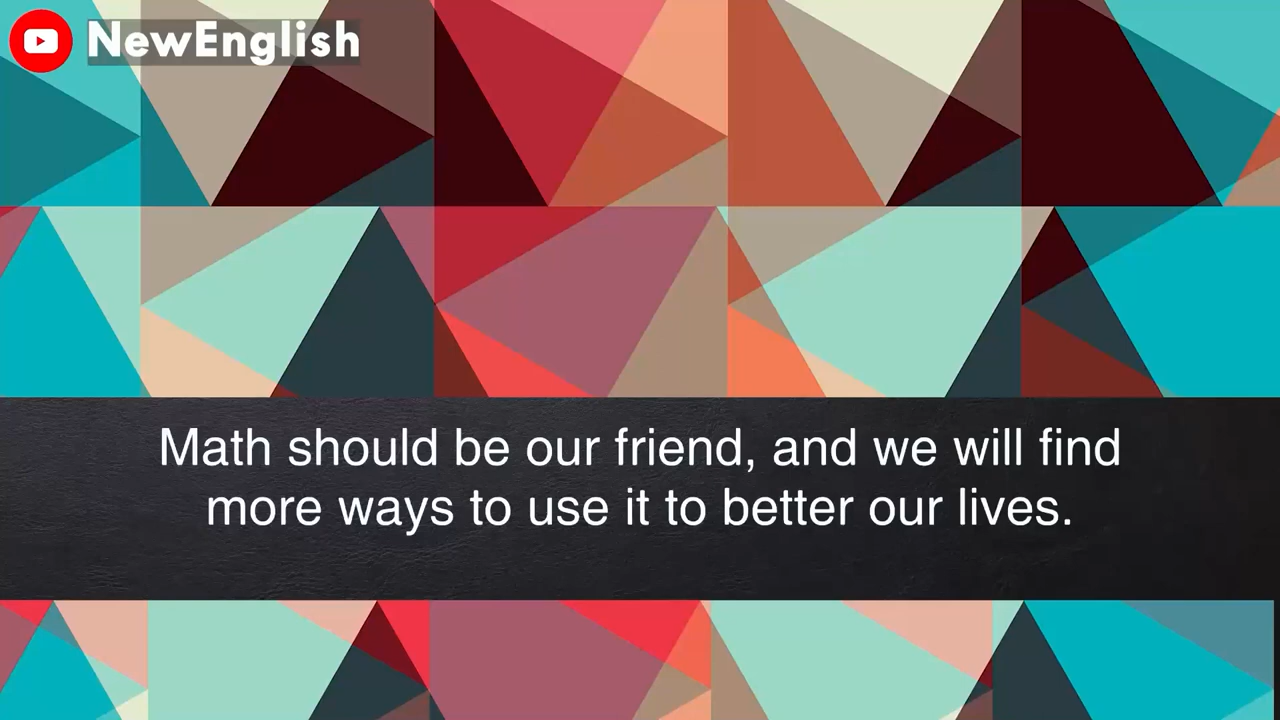 NewEnglish
Math should be our friend, and we will find
more ways to use it to better our lives.